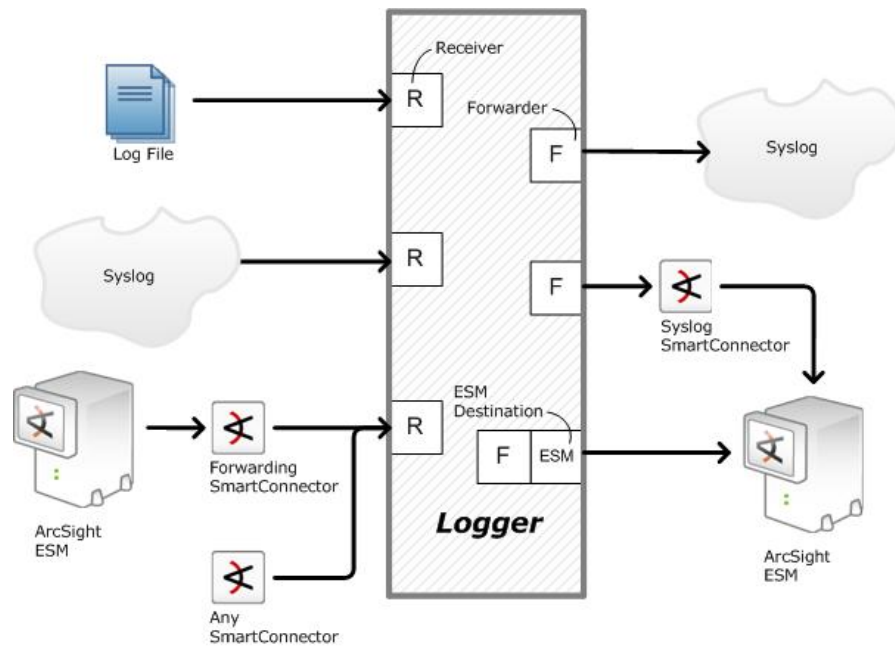 Receiver
R
Log File
Forwarder
F
Syslog
Syslog
R
F
Syslog
SmartConnector
ESM
Destination
R
F
ESM
Forwarding
SmartConnector
Logger
ArcSight
ESM
ArcSight
ESM
Any
SmartConnector